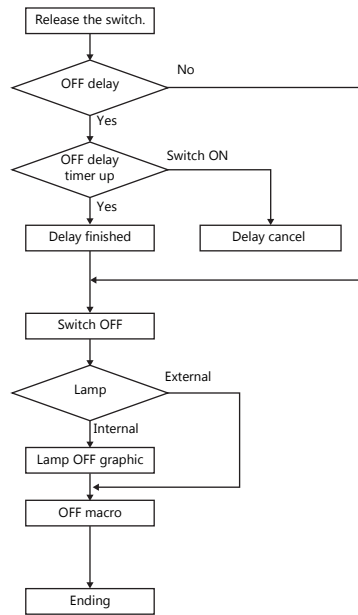 Release the switch.
OFF delay
No
Yes
OFF delay
timer up
Switch ON
Yes
Delay finished
Delay cancel
Switch OFF
Lamp
External
Internal
Lamp OFF graphic
OFF macro
Ending